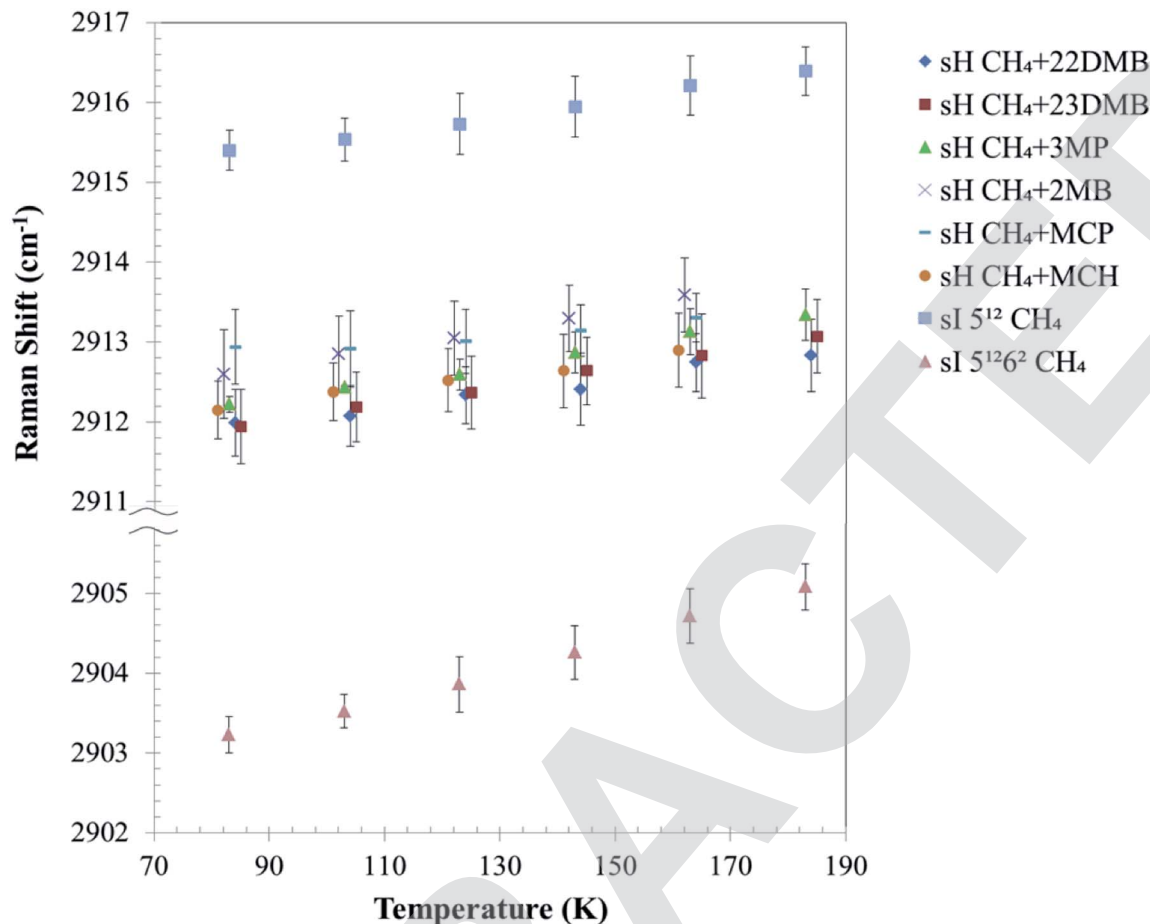 2917
2916
2915
2914
2913
2912
2911
2905
2904
2903
2902
70 90 110 130 150 170 190
Raman Shift (cm⁻¹)
Temperature (K)
sH CH₄+22DMB
sH CH₄+23DMB
sH CH₄+3MP
sH CH₄+2MB
sH CH₄+MCP
sH CH₄+MCH
sI 5¹² CH₄
sI 5¹²6² CH₄